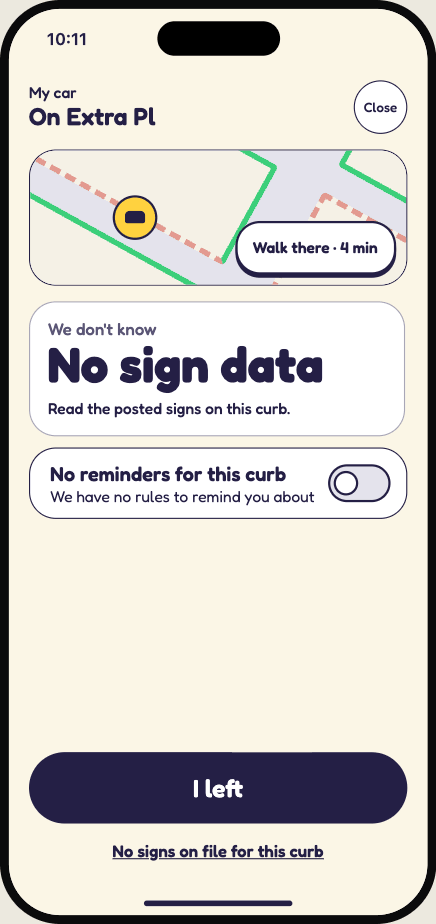 10:11
My car
On Extra Pl
Close
Walk there · 4 min
We don't know
No sign data
Read the posted signs on this curb.
No reminders for this curb
We have no rules to remind you about
I left
No signs on file for this curb